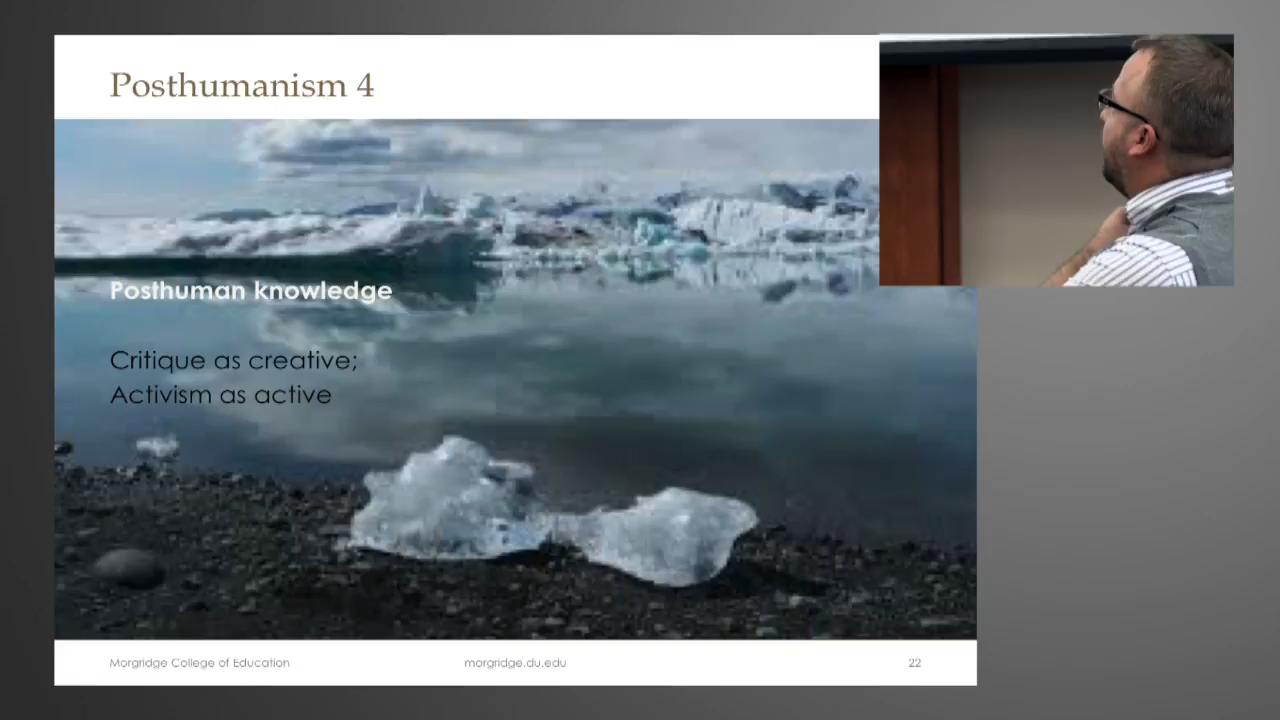 Posthumanism 4
Posthuman knowledge
Critique as creative;
Activism as active
Morgridge College of Education
morgridge.du.edu
22